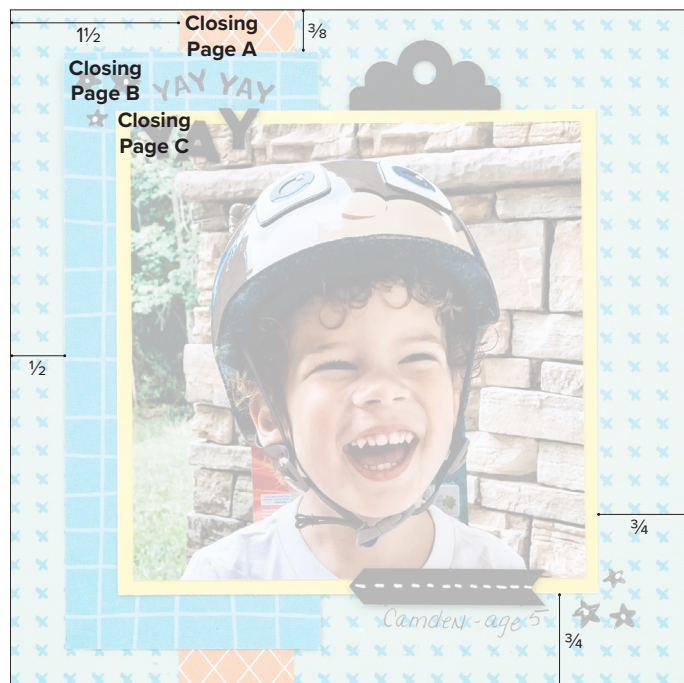 1½
Closing
Page A
⅜
Closing
Page B
YAY YAY
Closing
Page C
YAY
½
¾
Camden - age 5
¾